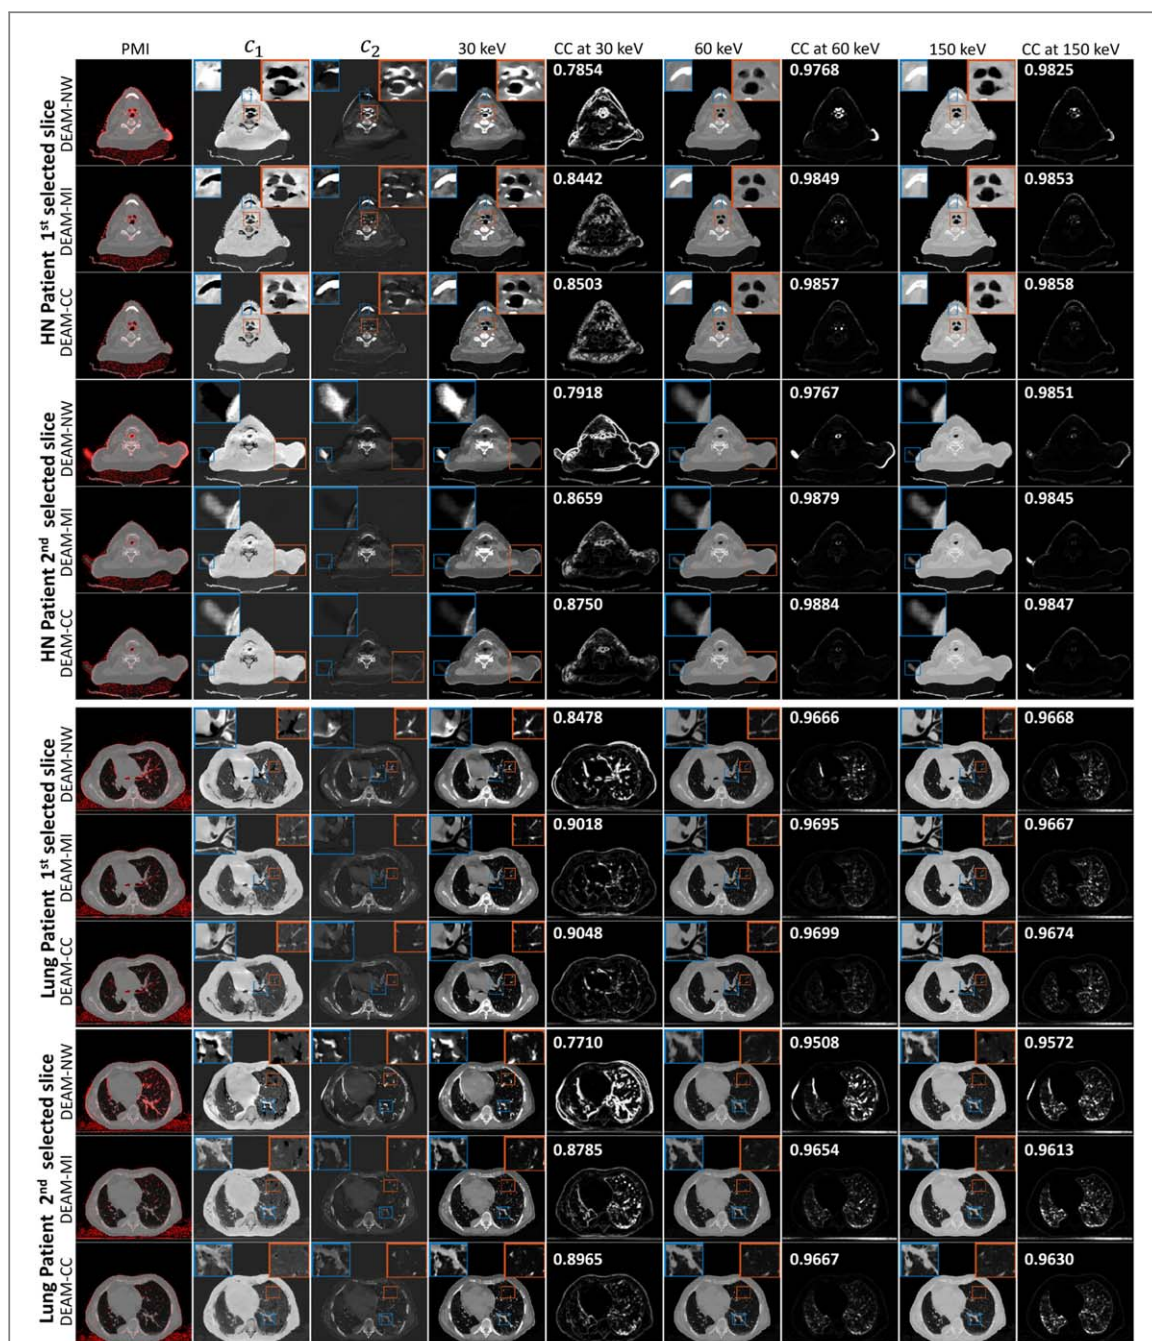 PMI c₁ c₂ 30 keV CC at 30 keV 60 keV CC at 60 keV 150 keV CC at 150 keV
HN Patient 1st selected slice
DEAM-NW 0.7854 0.9768 0.9825
DEAM-MI 0.8442 0.9849 0.9853
DEAM-CC 0.8503 0.9857 0.9858
HN Patient 2nd selected slice
DEAM-NW 0.7918 0.9767 0.9851
DEAM-MI 0.8659 0.9879 0.9845
DEAM-CC 0.8750 0.9884 0.9847
Lung Patient 1st selected slice
DEAM-NW 0.8478 0.9666 0.9668
DEAM-MI 0.9018 0.9695 0.9667
DEAM-CC 0.9048 0.9699 0.9674
Lung Patient 2nd selected slice
DEAM-NW 0.7710 0.9508 0.9572
DEAM-MI 0.8785 0.9654 0.9613
DEAM-CC 0.8965 0.9667 0.9630